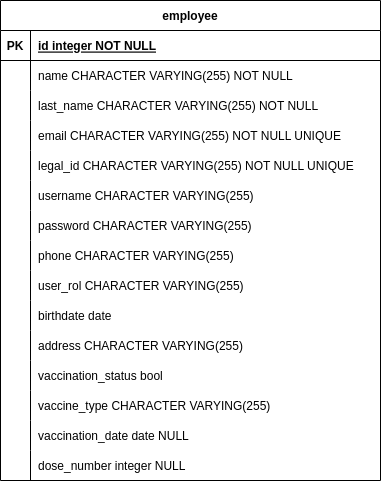 employee
PK id integer NOT NULL
name CHARACTER VARYING(255) NOT NULL
last_name CHARACTER VARYING(255) NOT NULL
email CHARACTER VARYING(255) NOT NULL UNIQUE
legal_id CHARACTER VARYING(255) NOT NULL UNIQUE
username CHARACTER VARYING(255)
password CHARACTER VARYING(255)
phone CHARACTER VARYING(255)
user_rol CHARACTER VARYING(255)
birthdate date
address CHARACTER VARYING(255)
vaccination_status bool
vaccine_type CHARACTER VARYING(255)
vaccination_date date NULL
dose_number integer NULL